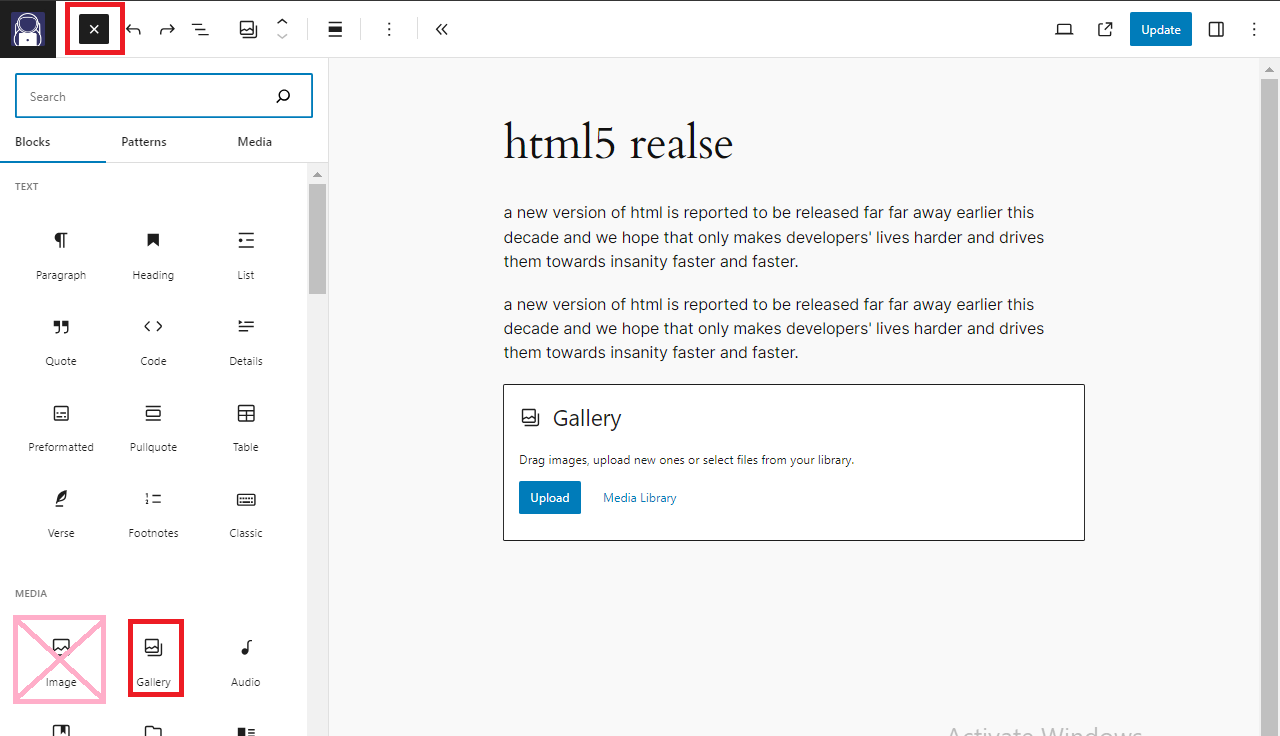 Update
Search
Blocks Patterns Media
TEXT
Paragraph Heading List
Quote Code Details
Preformatted Pullquote Table
Verse Footnotes Classic
MEDIA
Image Gallery Audio
html5 realse
a new version of html is reported to be released far far away earlier this
decade and we hope that only makes developers' lives harder and drives
them towards insanity faster and faster.
a new version of html is reported to be released far far away earlier this
decade and we hope that only makes developers' lives harder and drives
them towards insanity faster and faster.
Gallery
Drag images, upload new ones or select files from your library.
Upload Media Library
Activate Windows